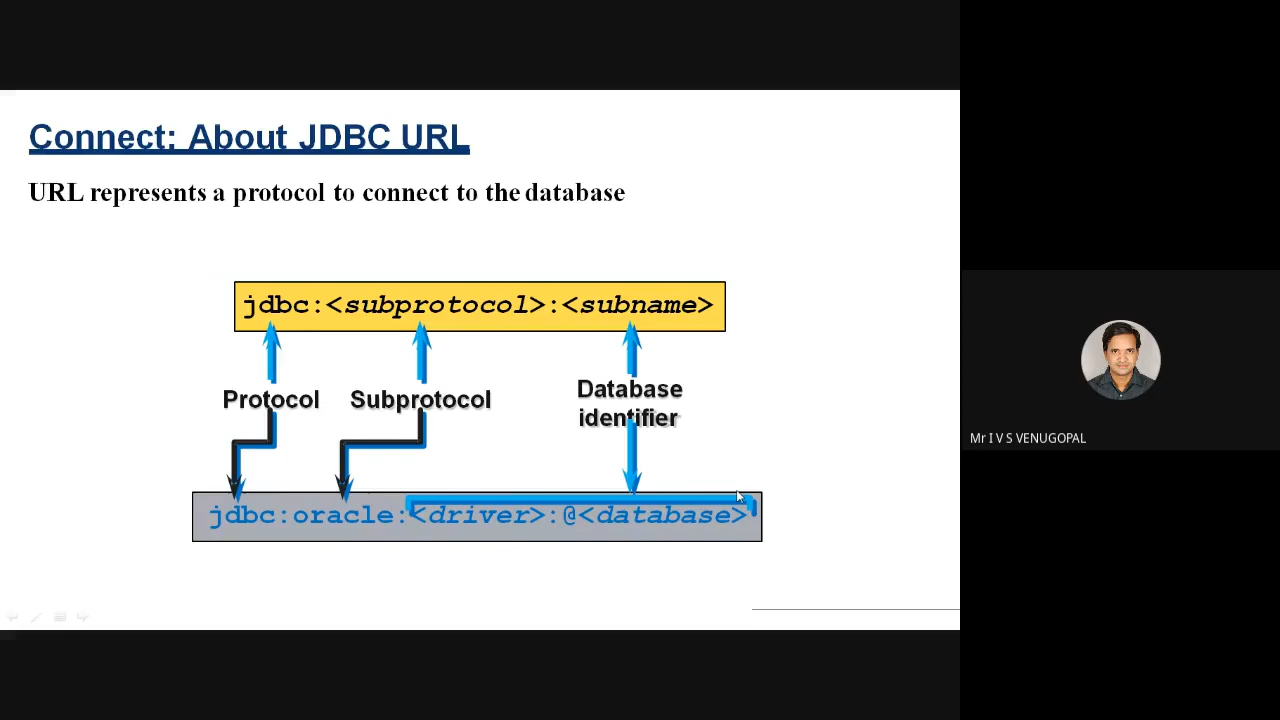 Connect: About JDBC URL
URL represents a protocol to connect to the database
jdbc:<subprotocol>:<subname>
Protocol
Subprotocol
Database
identifier
jdbc:oracle:<driver>:@<database>
Mr I V S VENUGOPAL